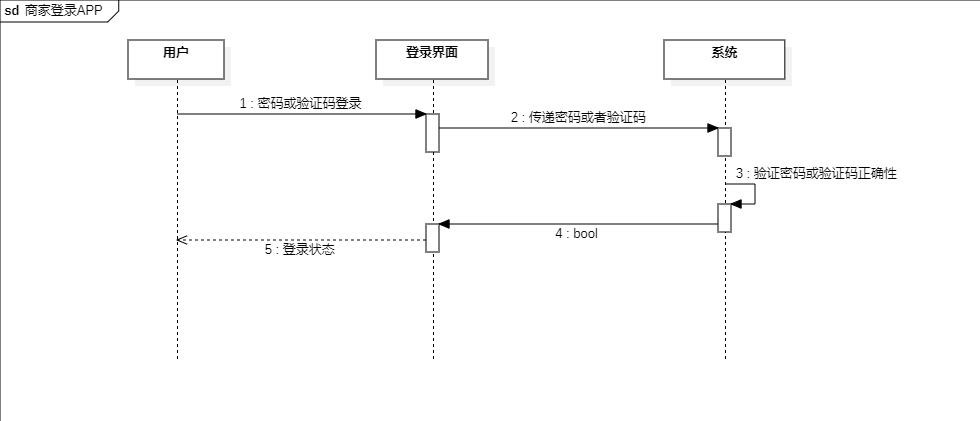 sd 商家登录APP
用户
登录界面
系统
1 : 密码或验证码登录
2 : 传递密码或者验证码
3 : 验证密码或验证码正确性
4 : bool
5 : 登录状态